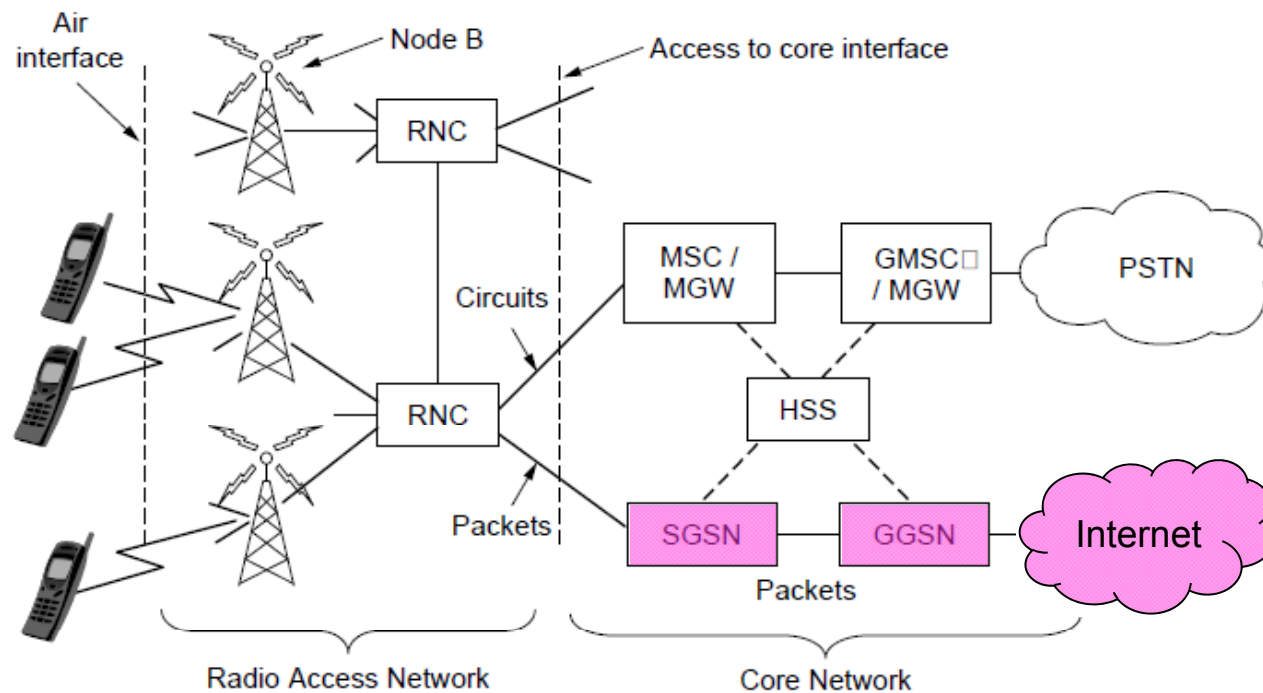 Air
interface
Node B
Access to core interface
RNC
MSC /
MGW
GMSC□
/ MGW
PSTN
Circuits
RNC
HSS
Packets
SGSN
GGSN
Internet
Packets
Radio Access Network
Core Network